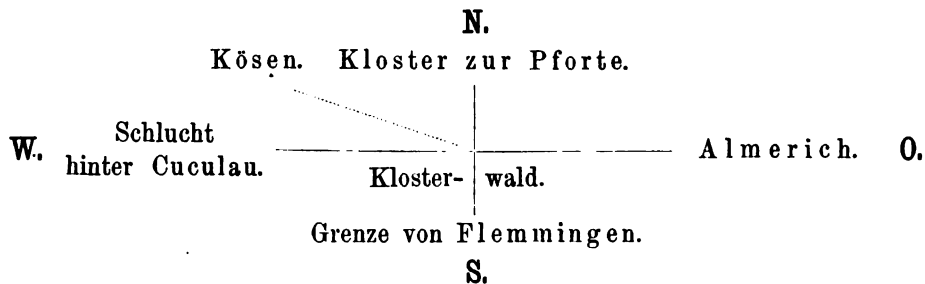 N.
Kösen. Kloster zur Pforte.
W. Schlucht
hinter Cuculau.
Almerich. O.
Kloster- wald.
Grenze von Flemmingen.
S.